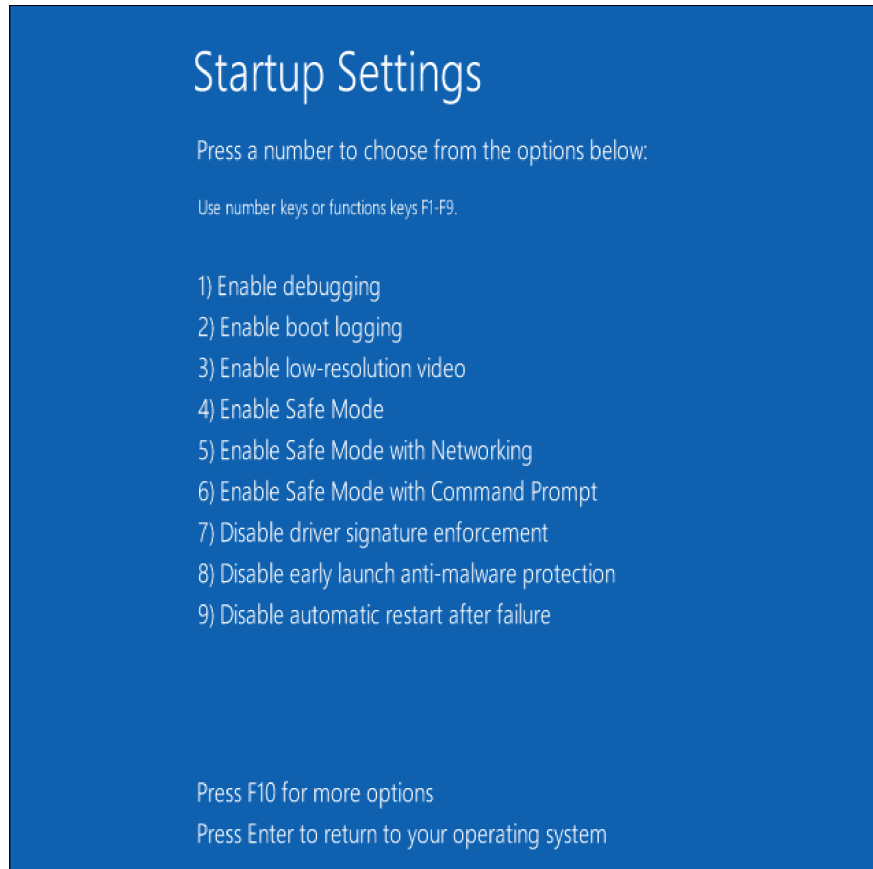 Startup Settings
Press a number to choose from the options below:
Use number keys or functions keys F1-F9.
1) Enable debugging
2) Enable boot logging
3) Enable low-resolution video
4) Enable Safe Mode
5) Enable Safe Mode with Networking
6) Enable Safe Mode with Command Prompt
7) Disable driver signature enforcement
8) Disable early launch anti-malware protection
9) Disable automatic restart after failure
Press F10 for more options
Press Enter to return to your operating system